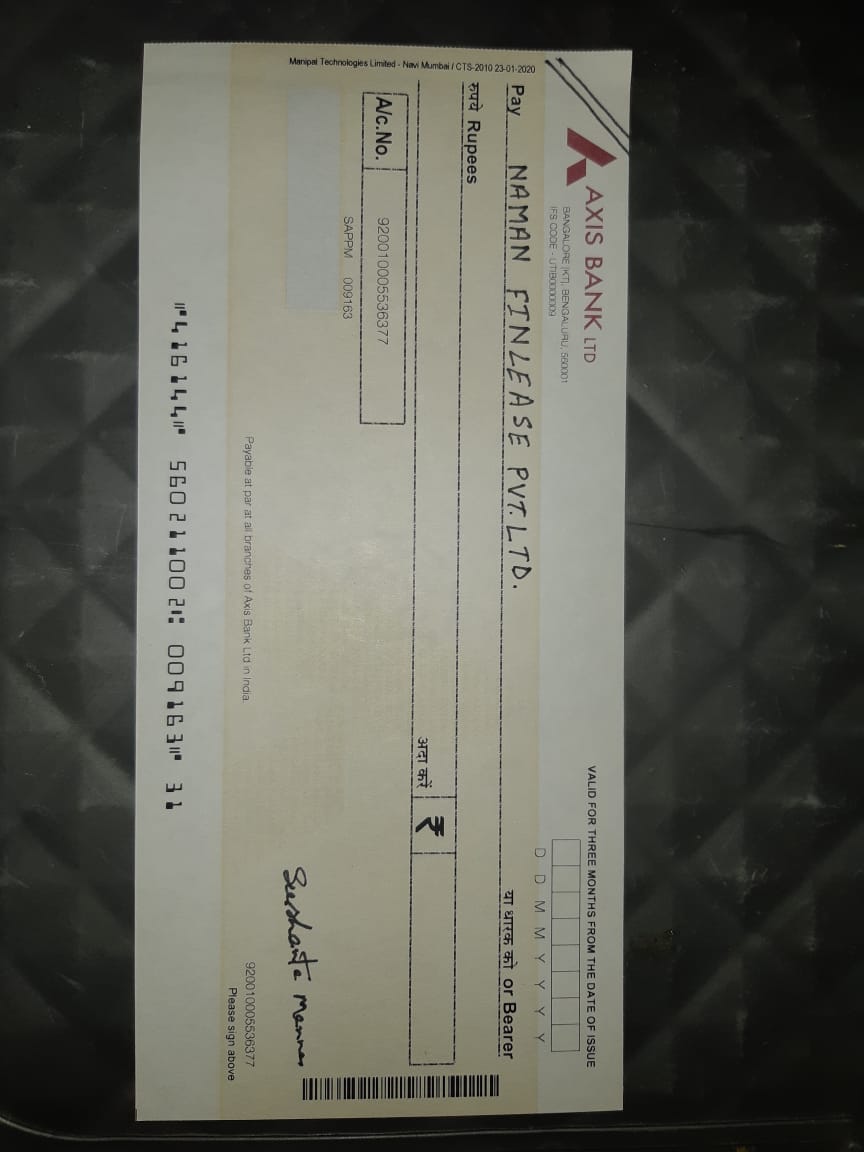 Manipal Technologies Limited - Navi Mumbai / CTS-2010 23-01-2020
AXIS BANK LTD
BANGALORE [KT], BENGALURU, 560001
IFS CODE - UTIB0000009
VALID FOR THREE MONTHS FROM THE DATE OF ISSUE
D D M M Y Y Y Y
Pay NAMAN FINLEASE PVT.LTD. या धारक को or Bearer
रुपये Rupees
अदा करें ₹
A/c.No. 920010005536377
SAPPM 009163
920010005536377
Payable at par at all branches of Axis Bank Ltd in India.
Please sign above
⑈416144⑈ 560211002⑆ 009163⑈ 31